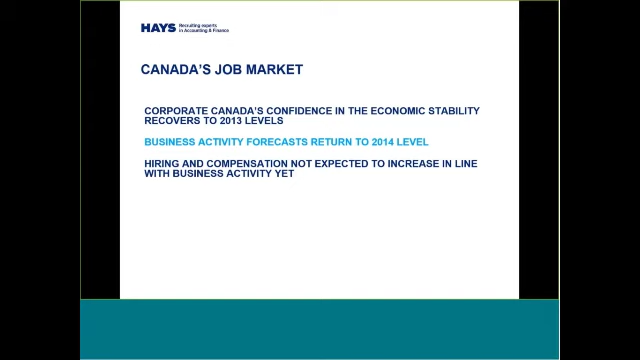 HAYS Recruiting experts
in Accounting & Finance
CANADA'S JOB MARKET
CORPORATE CANADA'S CONFIDENCE IN THE ECONOMIC STABILITY
RECOVERS TO 2013 LEVELS
BUSINESS ACTIVITY FORECASTS RETURN TO 2014 LEVEL
HIRING AND COMPENSATION NOT EXPECTED TO INCREASE IN LINE
WITH BUSINESS ACTIVITY YET